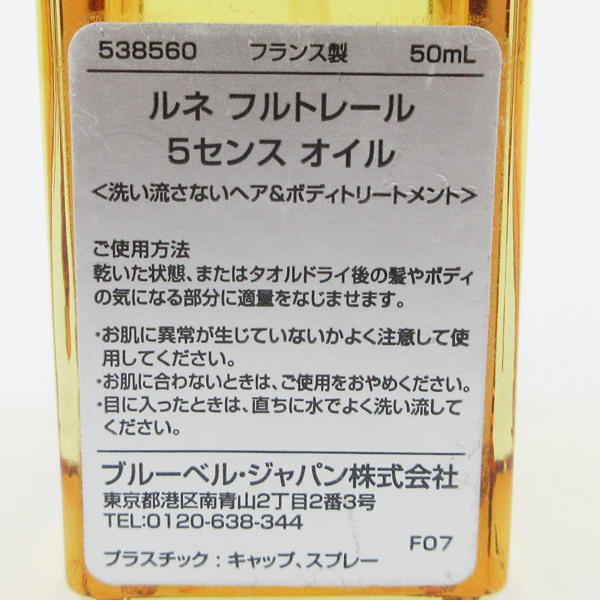 538560 フランス製 50mL
ルネ フルトレール
5センス オイル
<洗い流さないヘア&ボディトリートメント>
ご使用方法
乾いた状態、またはタオルドライ後の髪やボディ
の気になる部分に適量をなじませます。
・お肌に異常が生じていないかよく注意して使
用してください。
・お肌に合わないときは、ご使用をおやめください。
・目に入ったときは、直ちに水でよく洗い流して
ください。
ブルーベル・ジャパン株式会社
東京都港区南青山2丁目2番3号
TEL:0120-638-344
F07
プラスチック:キャップ、スプレー